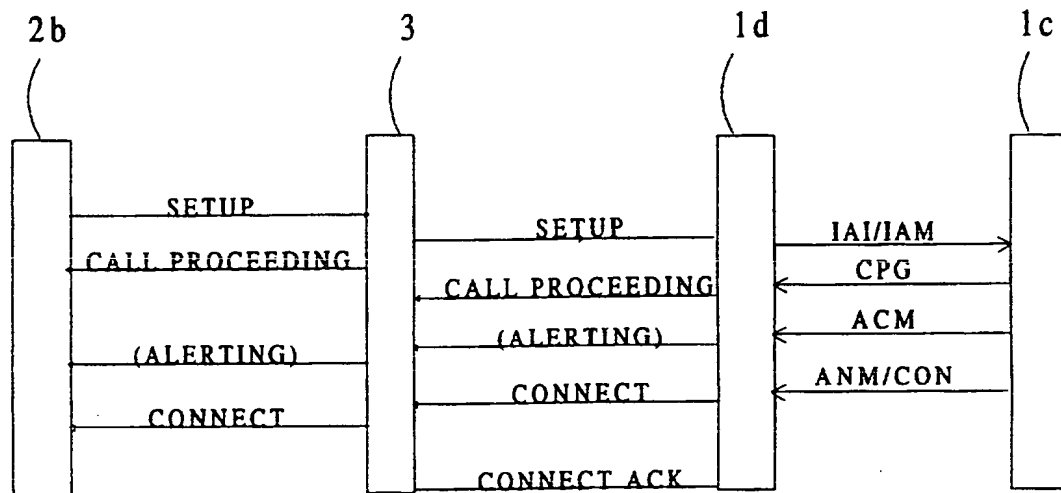 2b 3 1d 1c
SETUP
SETUP
IAI/IAM
CALL PROCEEDING
CPG
CALL PROCEEDING
ACM
(ALERTING)
(ALERTING)
CONNECT
ANM/CON
CONNECT
CONNECT ACK